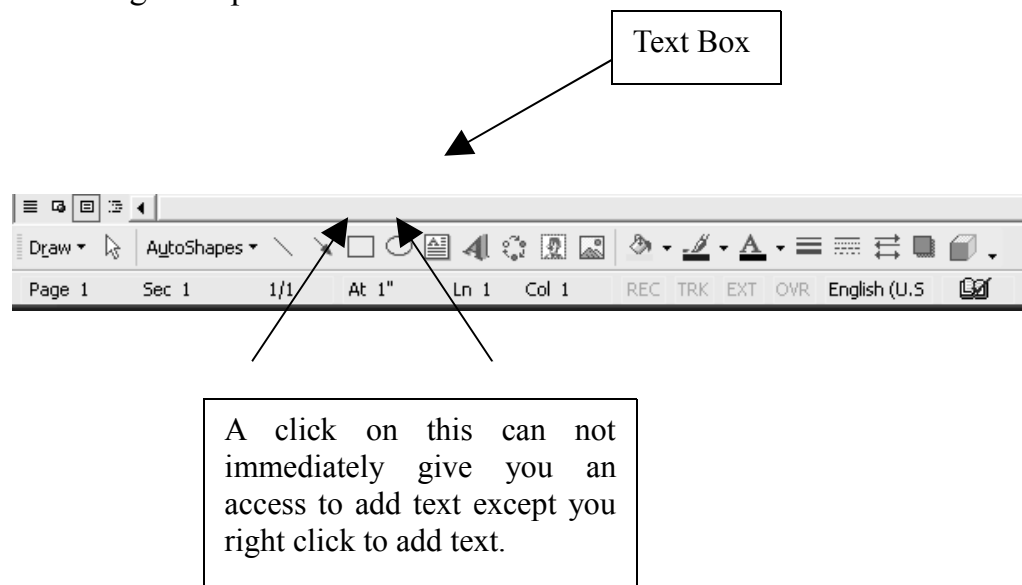 Text Box
Draw AutoShapes
Page 1 Sec 1 1/1 At 1" Ln 1 Col 1 REC TRK EXT OVR English (U.S
A click on this can not
immediately give you an
access to add text except you
right click to add text.